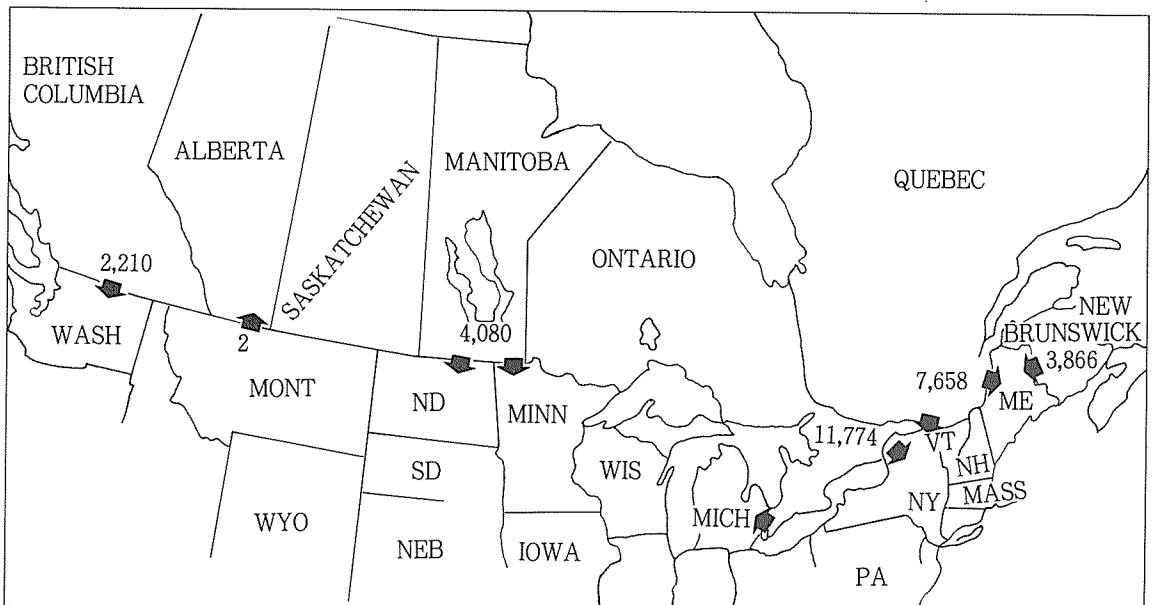 BRITISH
COLUMBIA
ALBERTA
SASKATCHEWAN
MANITOBA
ONTARIO
QUEBEC
NEW
BRUNSWICK
2,210
WASH
2
4,080
MONT
ND
MINN
7,658
3,866
ME
11,774
VT
NH
SD
WIS
MICH
NY
MASS
WYO
NEB
IOWA
PA